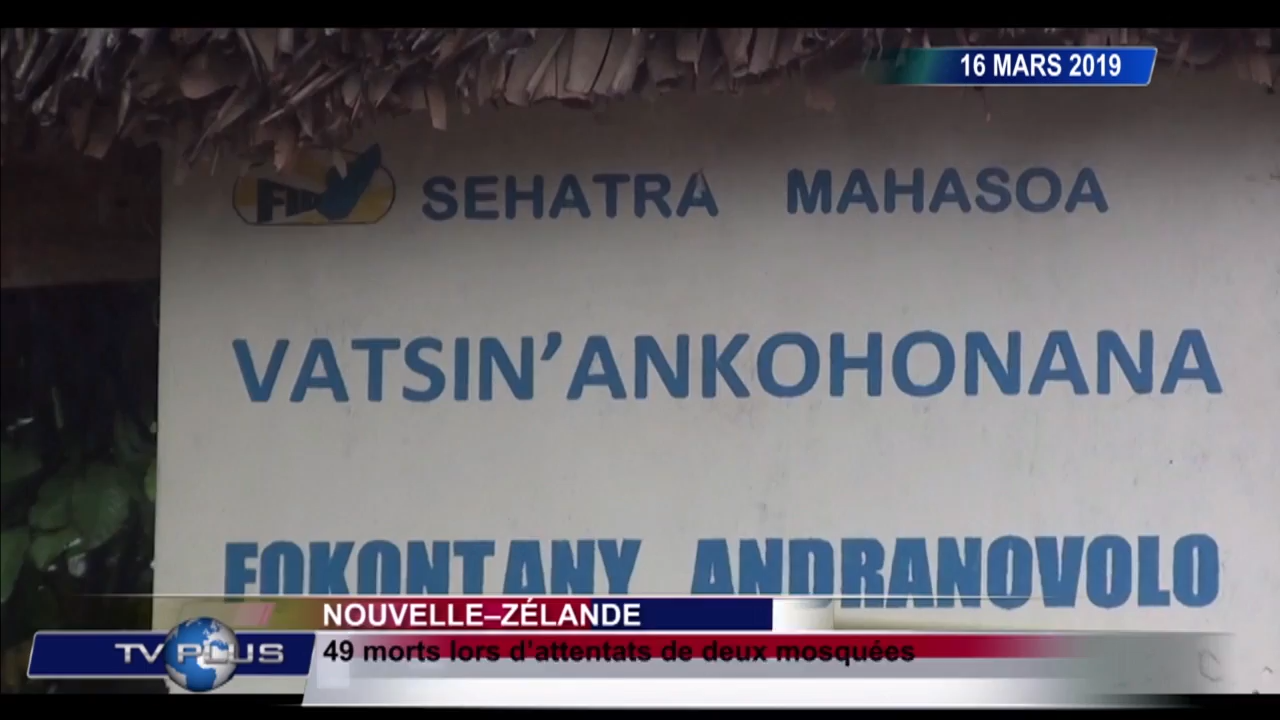 16 MARS 2019
FID SEHATRA MAHASOA
VATSIN'ANKOHONANA
FOKONTANY ANDRANOVOLO
NOUVELLE–ZÉLANDE
TV PLUS
49 morts lors d'attentats de deux mosquées